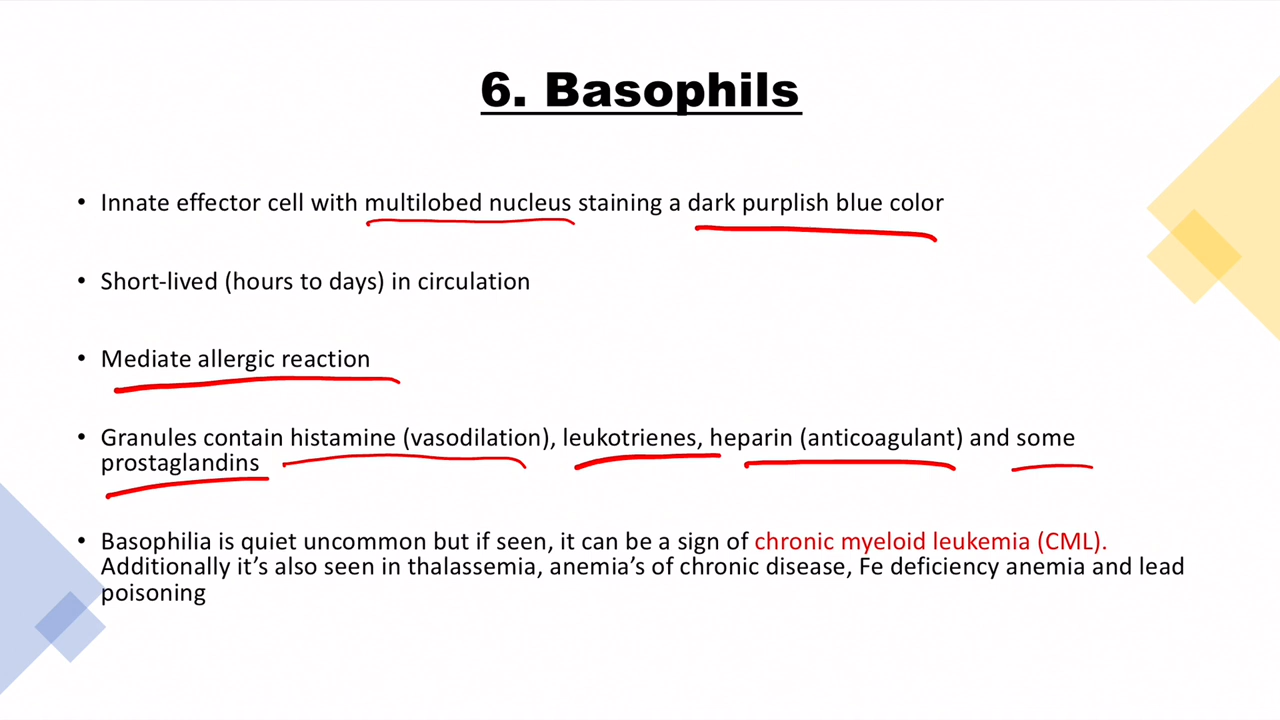 6. Basophils
• Innate effector cell with multilobed nucleus staining a dark purplish blue color
• Short-lived (hours to days) in circulation
• Mediate allergic reaction
• Granules contain histamine (vasodilation), leukotrienes, heparin (anticoagulant) and some
prostaglandins
• Basophilia is quiet uncommon but if seen, it can be a sign of chronic myeloid leukemia (CML).
Additionally it’s also seen in thalassemia, anemia’s of chronic disease, Fe deficiency anemia and lead
poisoning